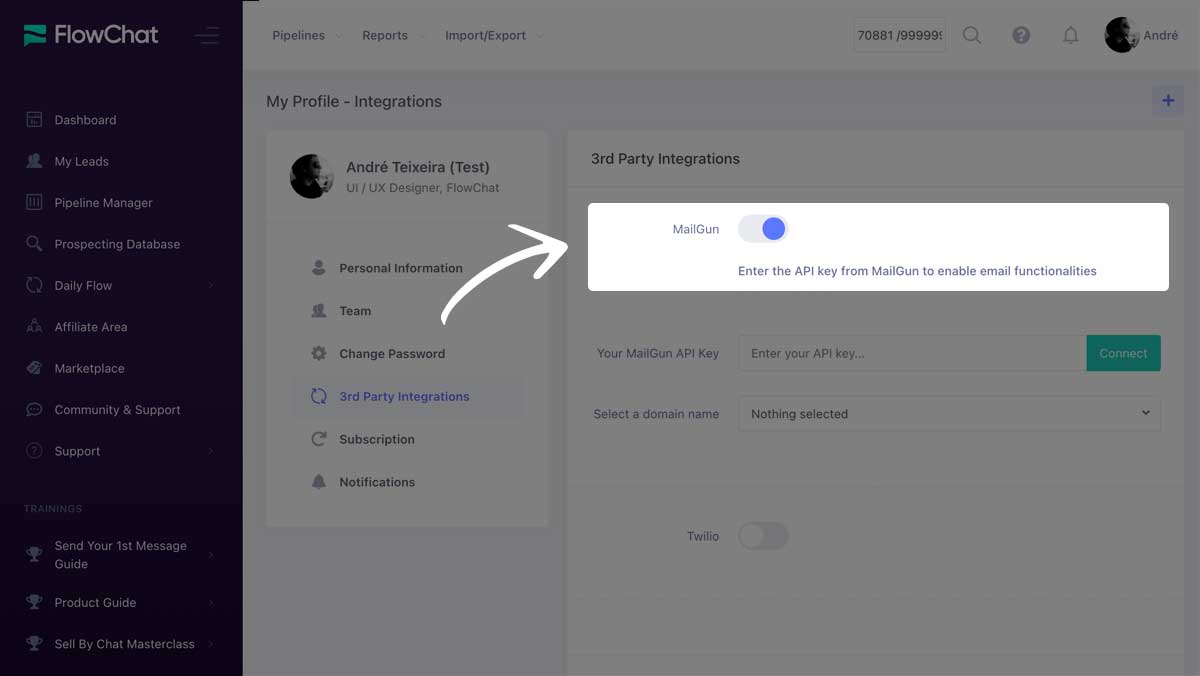 FlowChat
Pipelines
Reports
Import/Export
70881 /999999
André
Dashboard
My Leads
Pipeline Manager
Prospecting Database
Daily Flow
Affiliate Area
Marketplace
Community & Support
Support
TRAININGS
Send Your 1st Message
Guide
Product Guide
Sell By Chat Masterclass
My Profile - Integrations
+
André Teixeira (Test)
UI / UX Designer, FlowChat
Personal Information
Team
Change Password
3rd Party Integrations
Subscription
Notifications
3rd Party Integrations
MailGun
Enter the API key from MailGun to enable email functionalities
Your MailGun API Key
Enter your API key...
Connect
Select a domain name
Nothing selected
Twilio